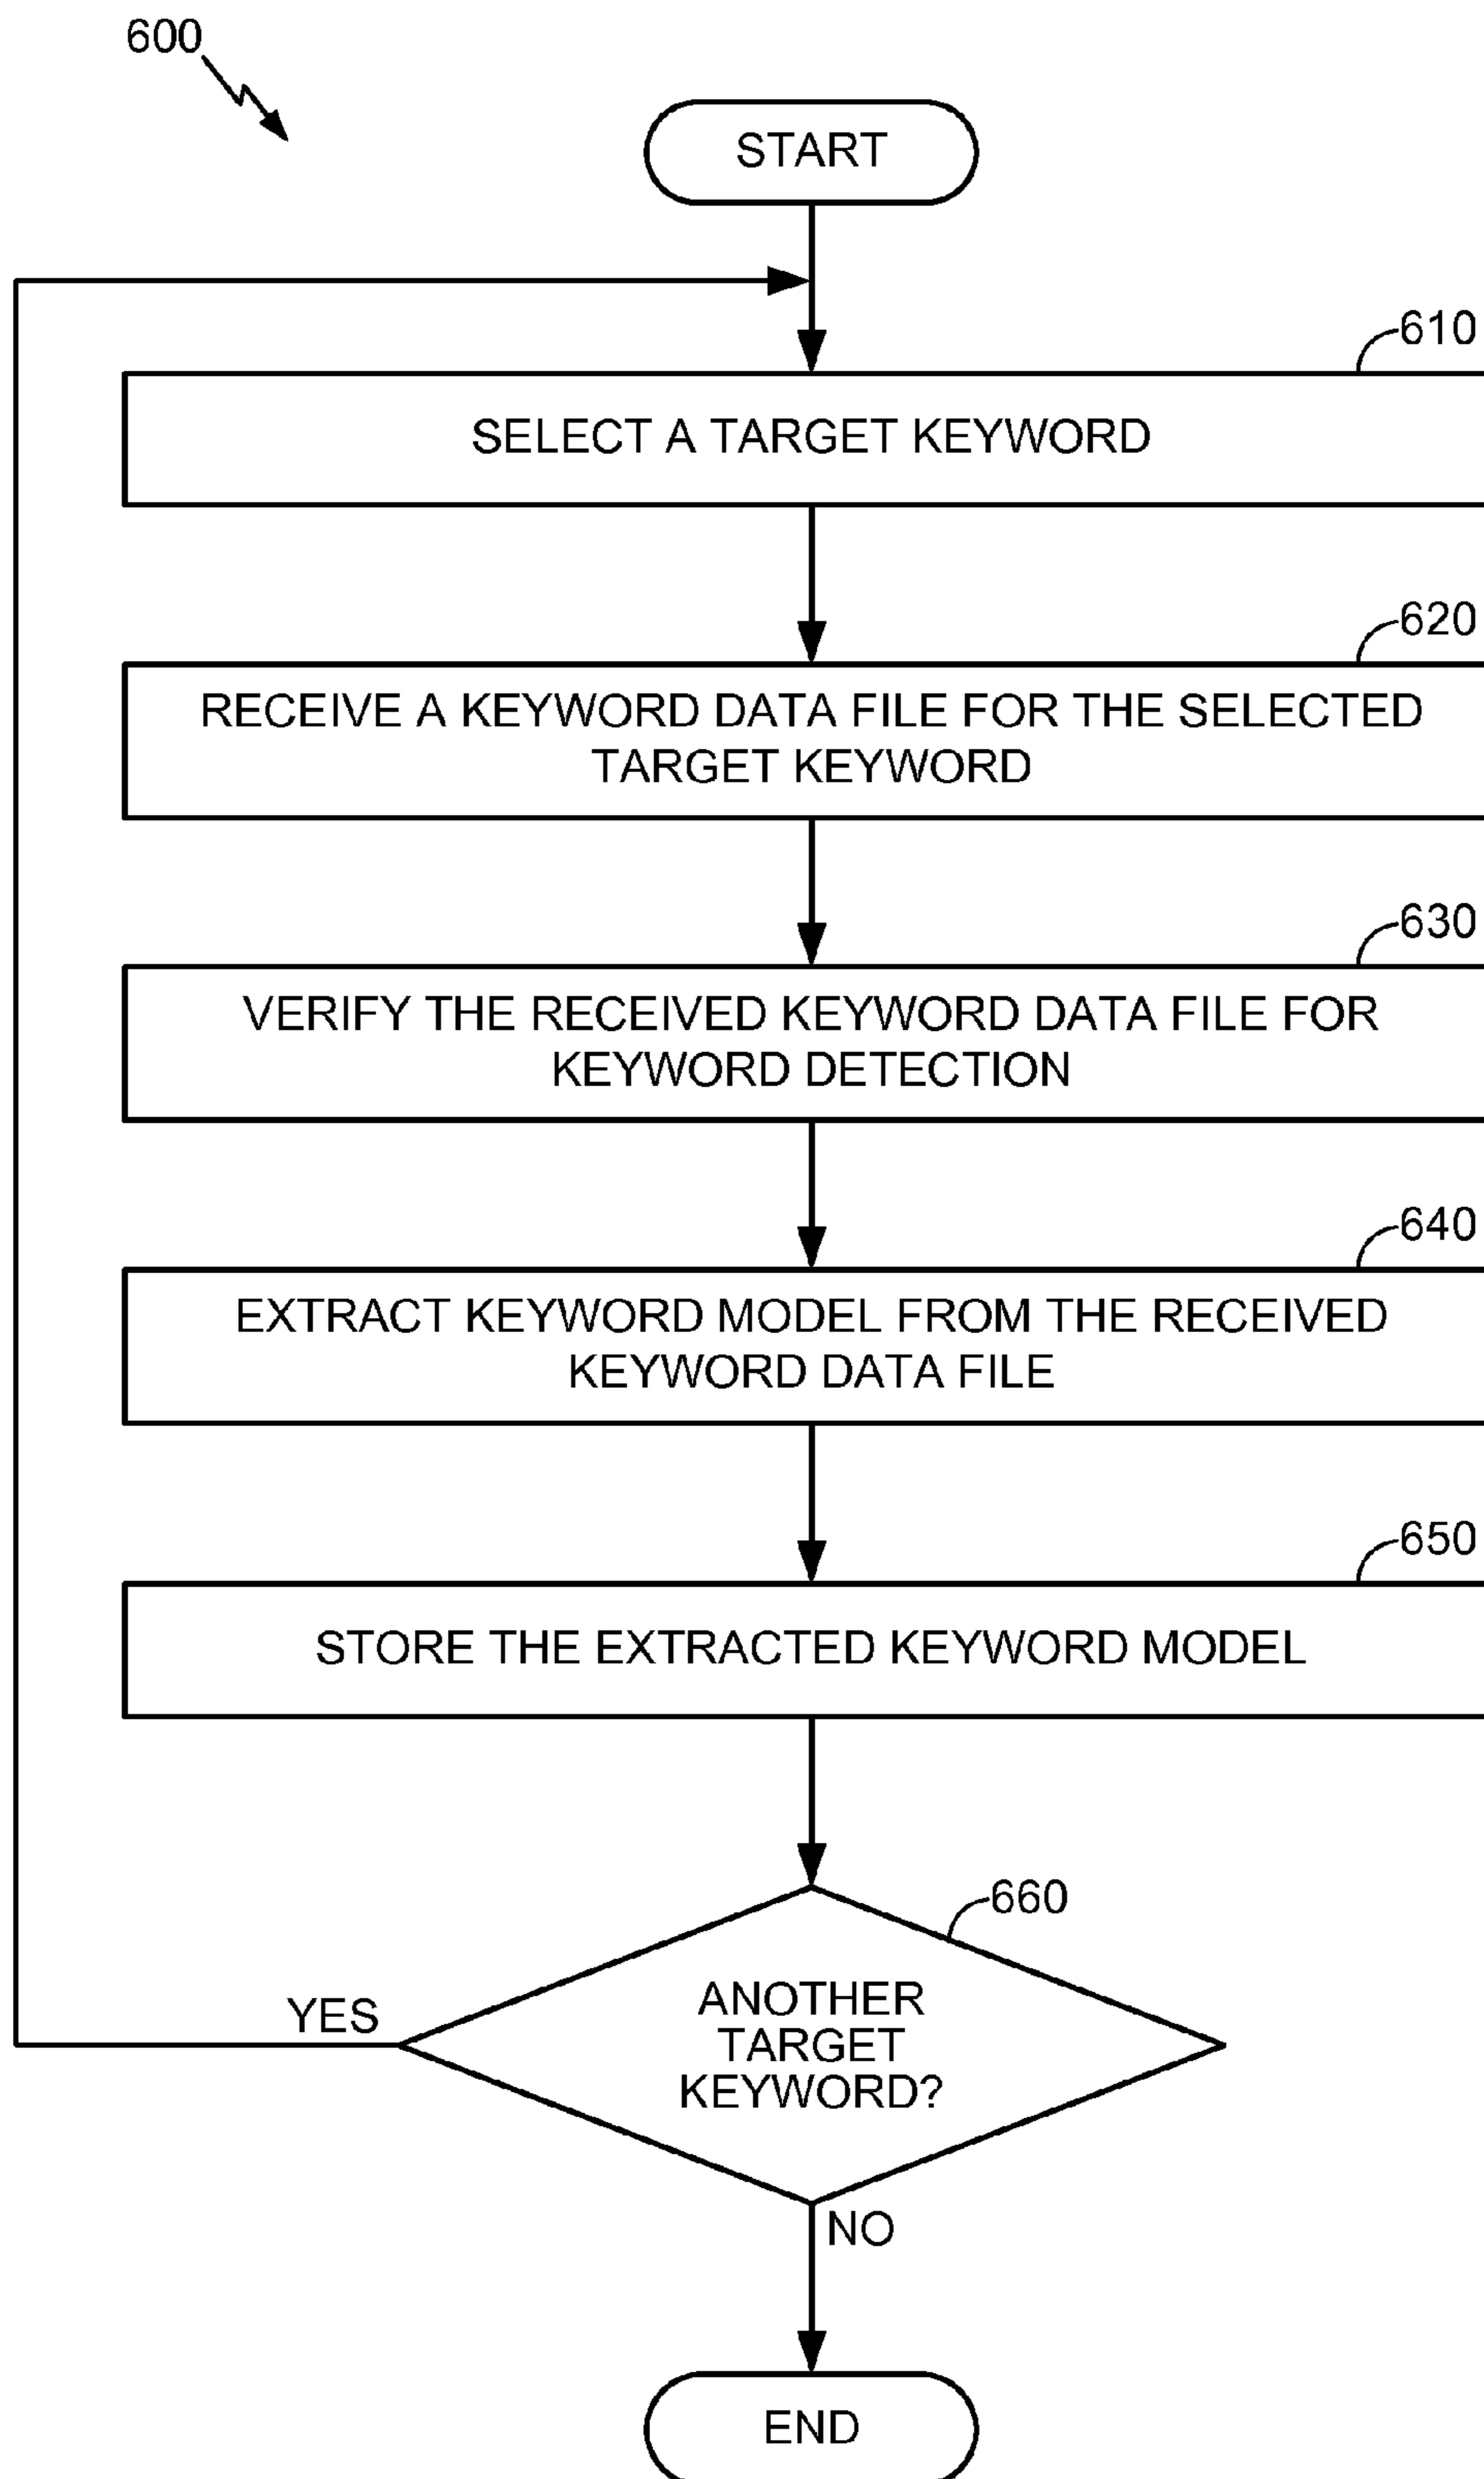 600
START
610
SELECT A TARGET KEYWORD
620
RECEIVE A KEYWORD DATA FILE FOR THE SELECTED
TARGET KEYWORD
630
VERIFY THE RECEIVED KEYWORD DATA FILE FOR
KEYWORD DETECTION
640
EXTRACT KEYWORD MODEL FROM THE RECEIVED
KEYWORD DATA FILE
650
STORE THE EXTRACTED KEYWORD MODEL
660
ANOTHER
TARGET
KEYWORD?
YES
NO
END